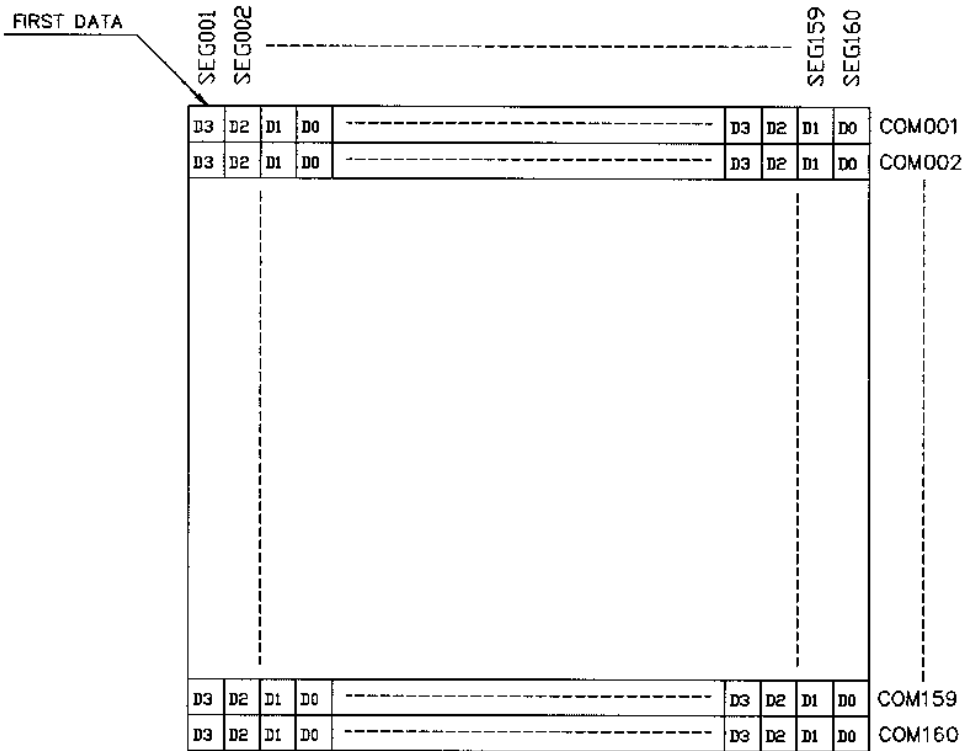 FIRST DATA
SEG001 SEG002 SEG159 SEG160
D3 D2 D1 D0 D3 D2 D1 D0 COM001
D3 D2 D1 D0 D3 D2 D1 D0 COM002
D3 D2 D1 D0 D3 D2 D1 D0 COM159
D3 D2 D1 D0 D3 D2 D1 D0 COM160